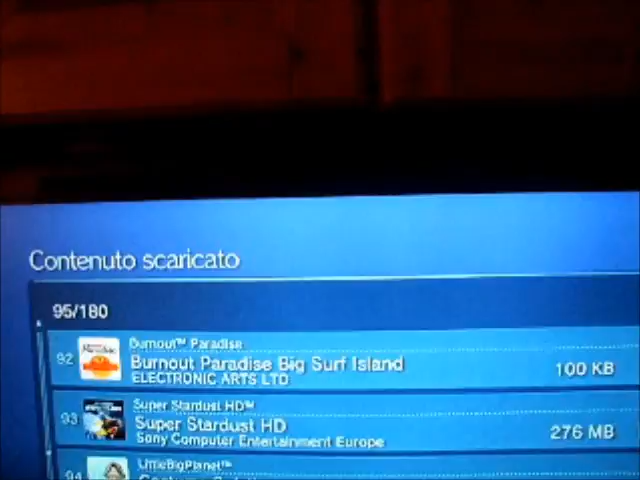 Contenuto scaricato
95/180
92
Burnout™ Paradise
Burnout Paradise Big Surf Island
ELECTRONIC ARTS LTD
100 KB
93
Super Stardust HD™
Super Stardust HD
Sony Computer Entertainment Europe
276 MB
94
LittleBigPlanet™